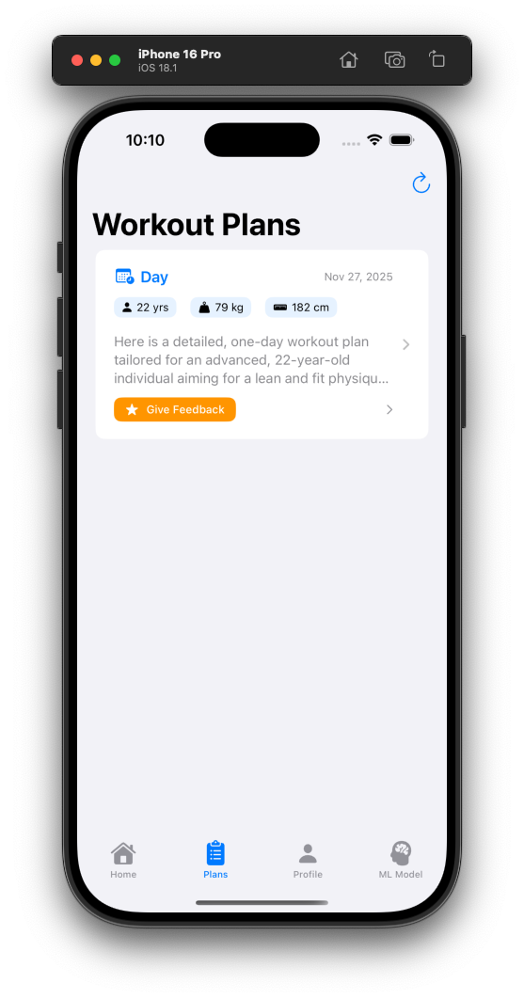 iPhone 16 Pro
iOS 18.1
10:10
Workout Plans
Day
Nov 27, 2025
22 yrs
79 kg
182 cm
Here is a detailed, one-day workout plan
tailored for an advanced, 22-year-old
individual aiming for a lean and fit physiqu...
Give Feedback
Home
Plans
Profile
ML Model